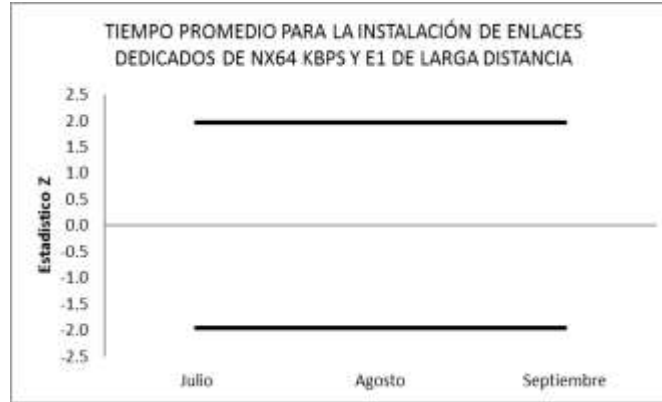 TIEMPO PROMEDIO PARA LA INSTALACIÓN DE ENLACES
DEDICADOS DE NX64 KBPS Y E1 DE LARGA DISTANCIA
Estadístico Z
2.5
2.0
1.5
1.0
0.5
0.0
-0.5
-1.0
-1.5
-2.0
-2.5
Julio Agosto Septiembre